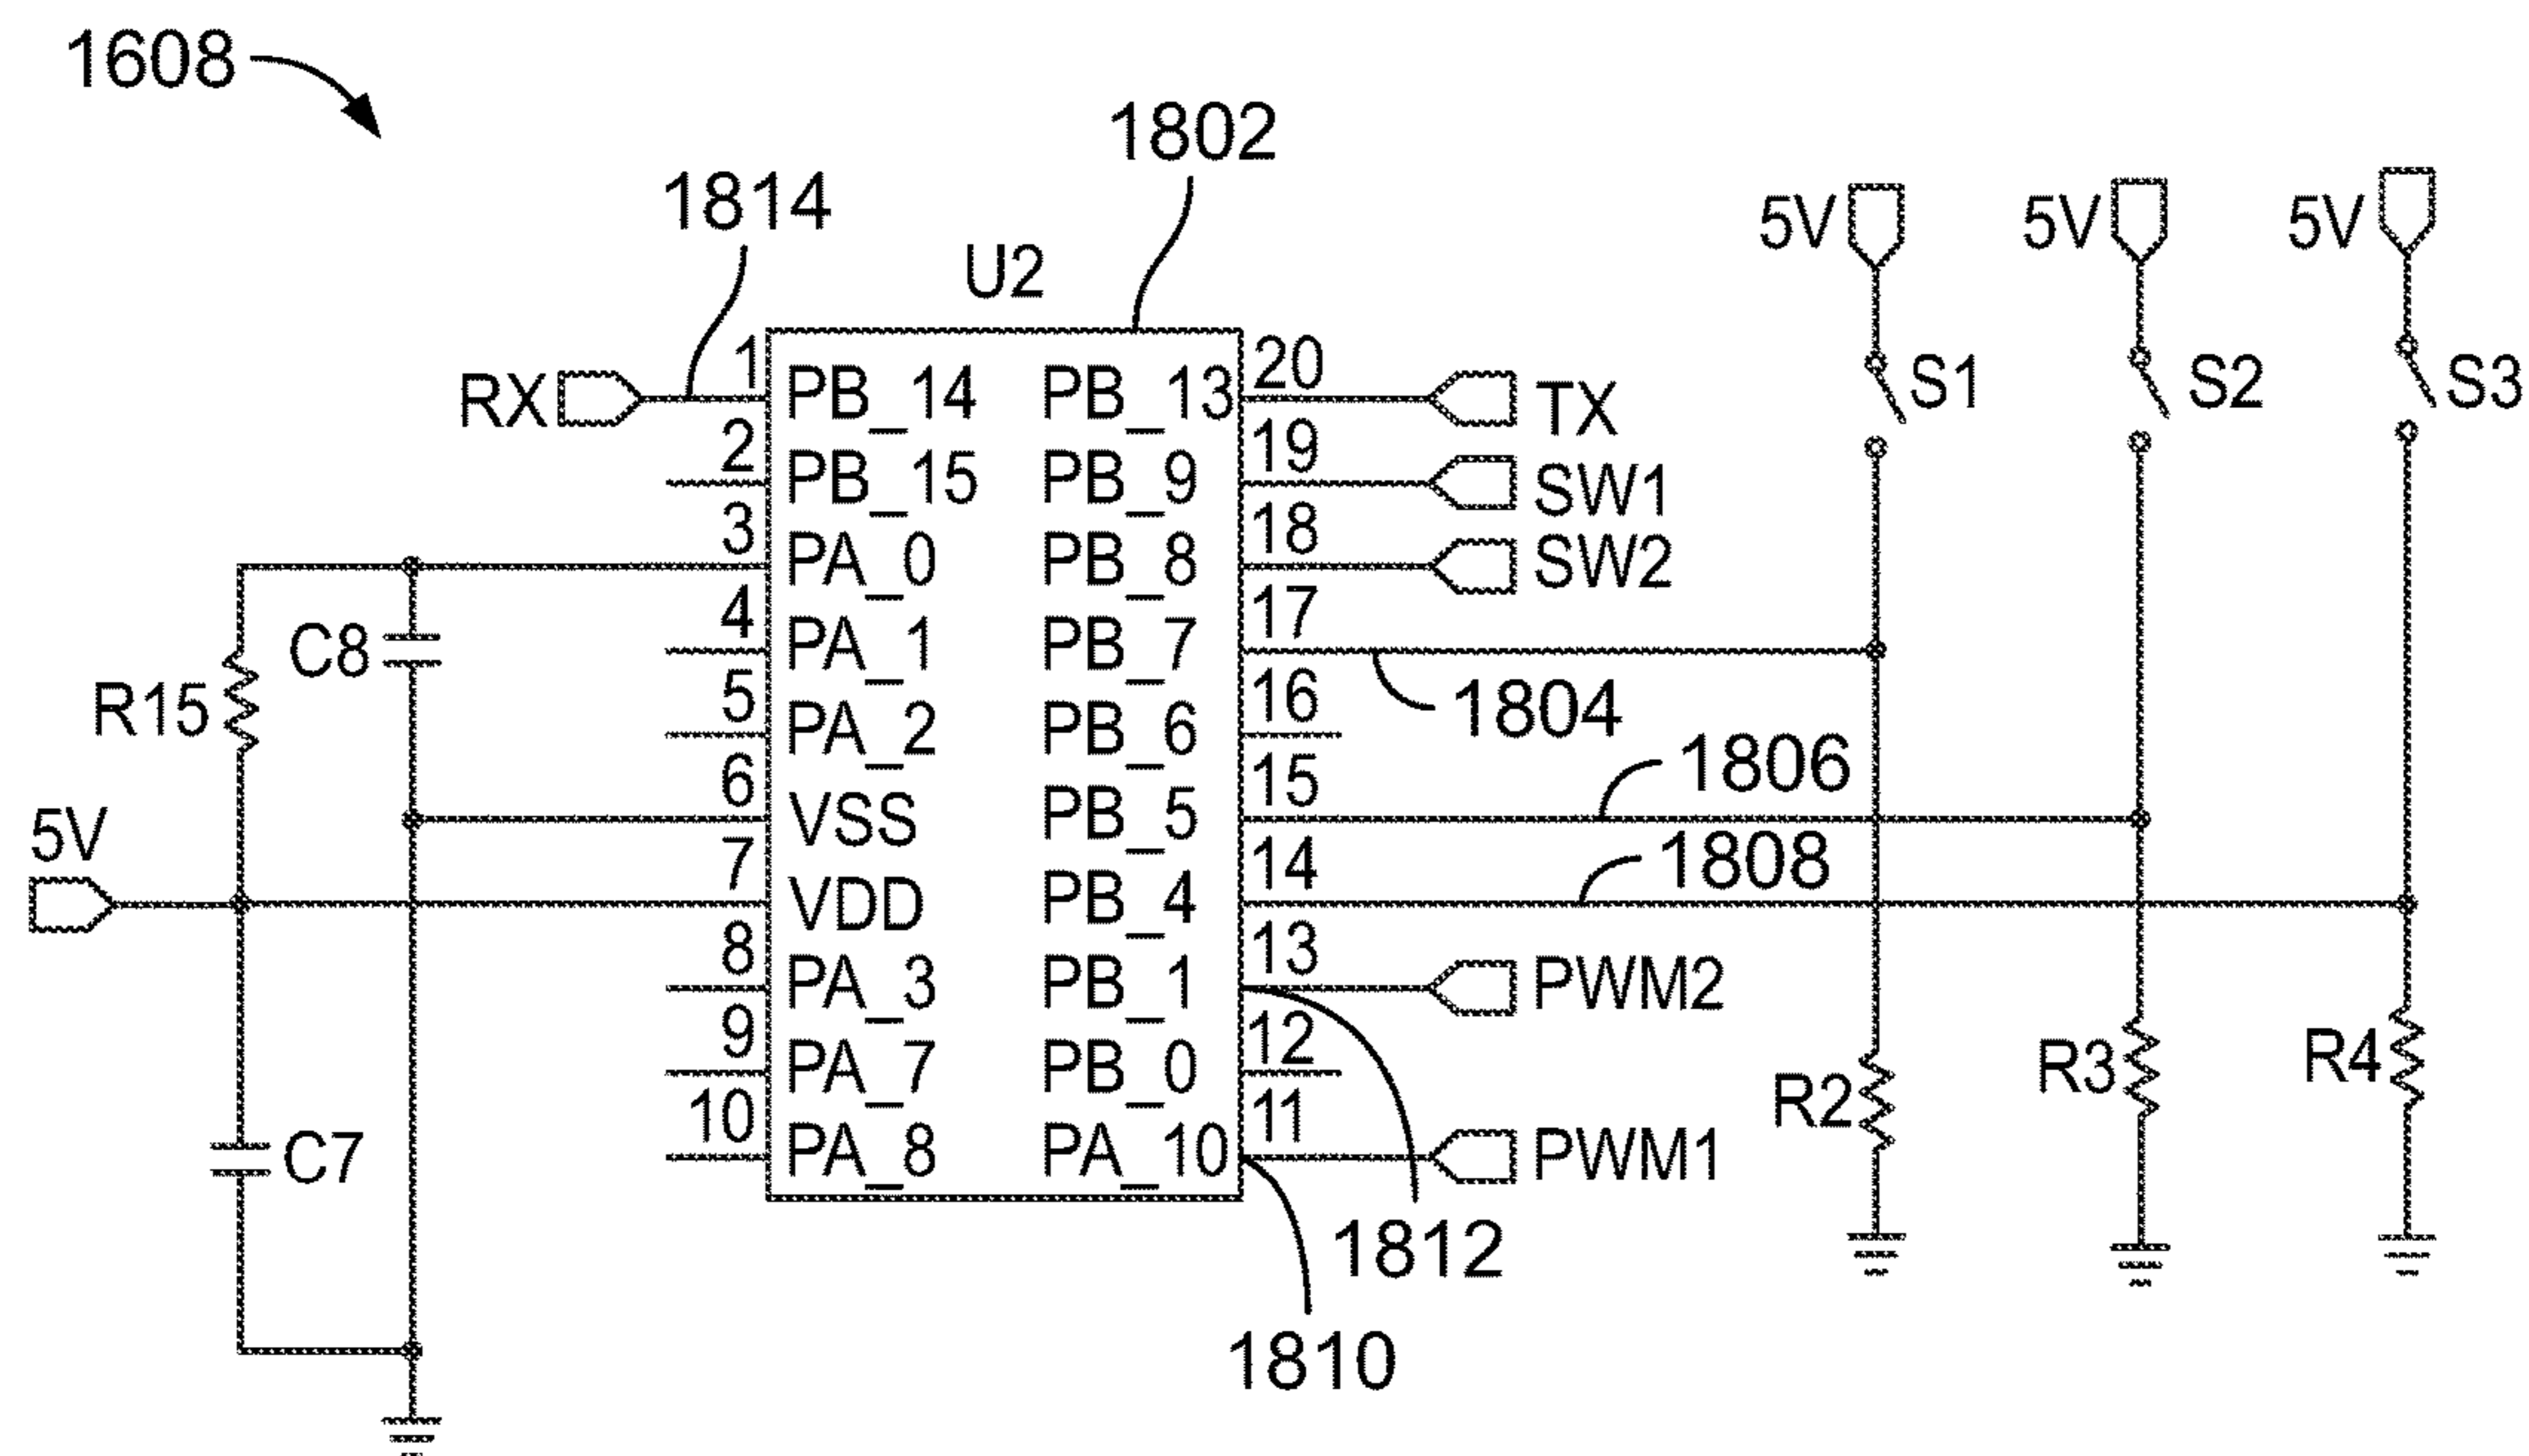 1608
1802
1814
U2
5V 5V 5V
S1 S2 S3
RX 1 PB_14 PB_13 20 TX
2 PB_15 PB_9 19 SW1
3 PA_0 PB_8 18 SW2
4 PA_1 PB_7 17
C8
R15
1804
5 PA_2 PB_6 16
6 VSS PB_5 15 1806
5V
7 VDD PB_4 14 1808
8 PA_3 PB_1 13 PWM2
9 PA_7 PB_0 12
R2 R3 R4
10 PA_8 PA_10 11 PWM1
C7
1812
1810